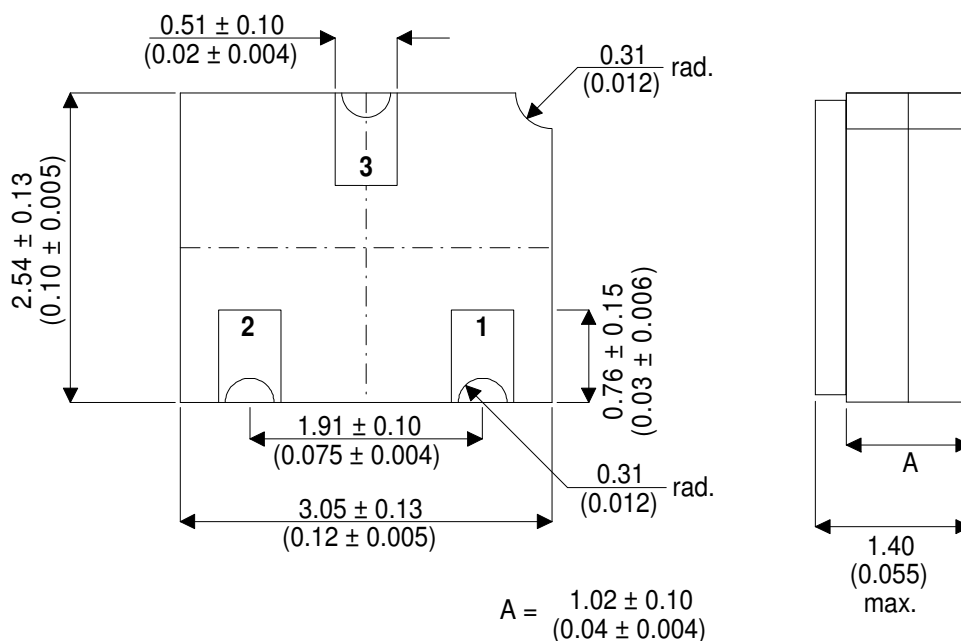 0.51 ± 0.10
(0.02 ± 0.004)
0.31
(0.012)
rad.
3
2.54 ± 0.13
(0.10 ± 0.005)
2
1
0.76 ± 0.15
(0.03 ± 0.006)
1.91 ± 0.10
(0.075 ± 0.004)
0.31
(0.012)
rad.
3.05 ± 0.13
(0.12 ± 0.005)
A
1.40
(0.055)
max.
A = 1.02 ± 0.10
(0.04 ± 0.004)